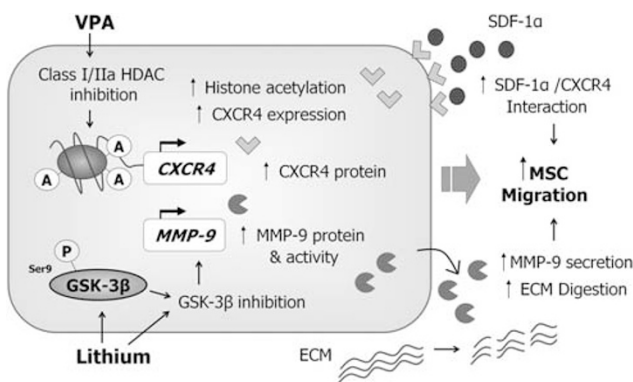 VPA
SDF-1α
Class I/IIa HDAC
inhibition
↑ Histone acetylation
↑ CXCR4 expression
↑ SDF-1α /CXCR4
Interaction
A
A
A
CXCR4
↑ CXCR4 protein
↑ MSC
Migration
MMP-9
↑ MMP-9 protein
& activity
P
Ser9
GSK-3β
GSK-3β inhibition
↑ MMP-9 secretion
↑ ECM Digestion
Lithium
ECM